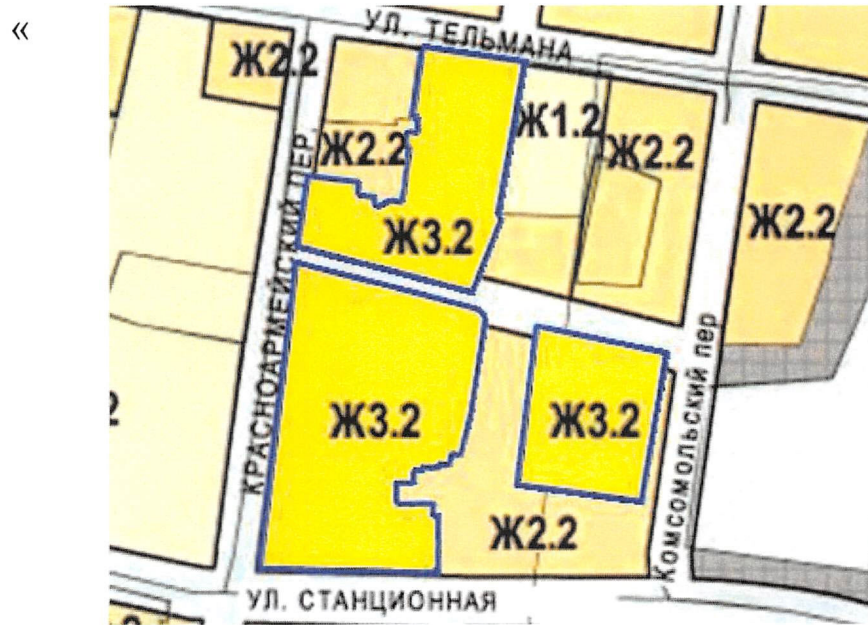 «
УЛ. ТЕЛЬМАНА
Ж2.2
Ж1.2
Ж2.2
Ж2.2
Ж2.2
Ж3.2
КРАСНОАРМЕЙСКИЙ ПЕР.
Ж3.2
Ж3.2
Комсомольский пер
Ж2.2
УЛ. СТАНЦИОННАЯ